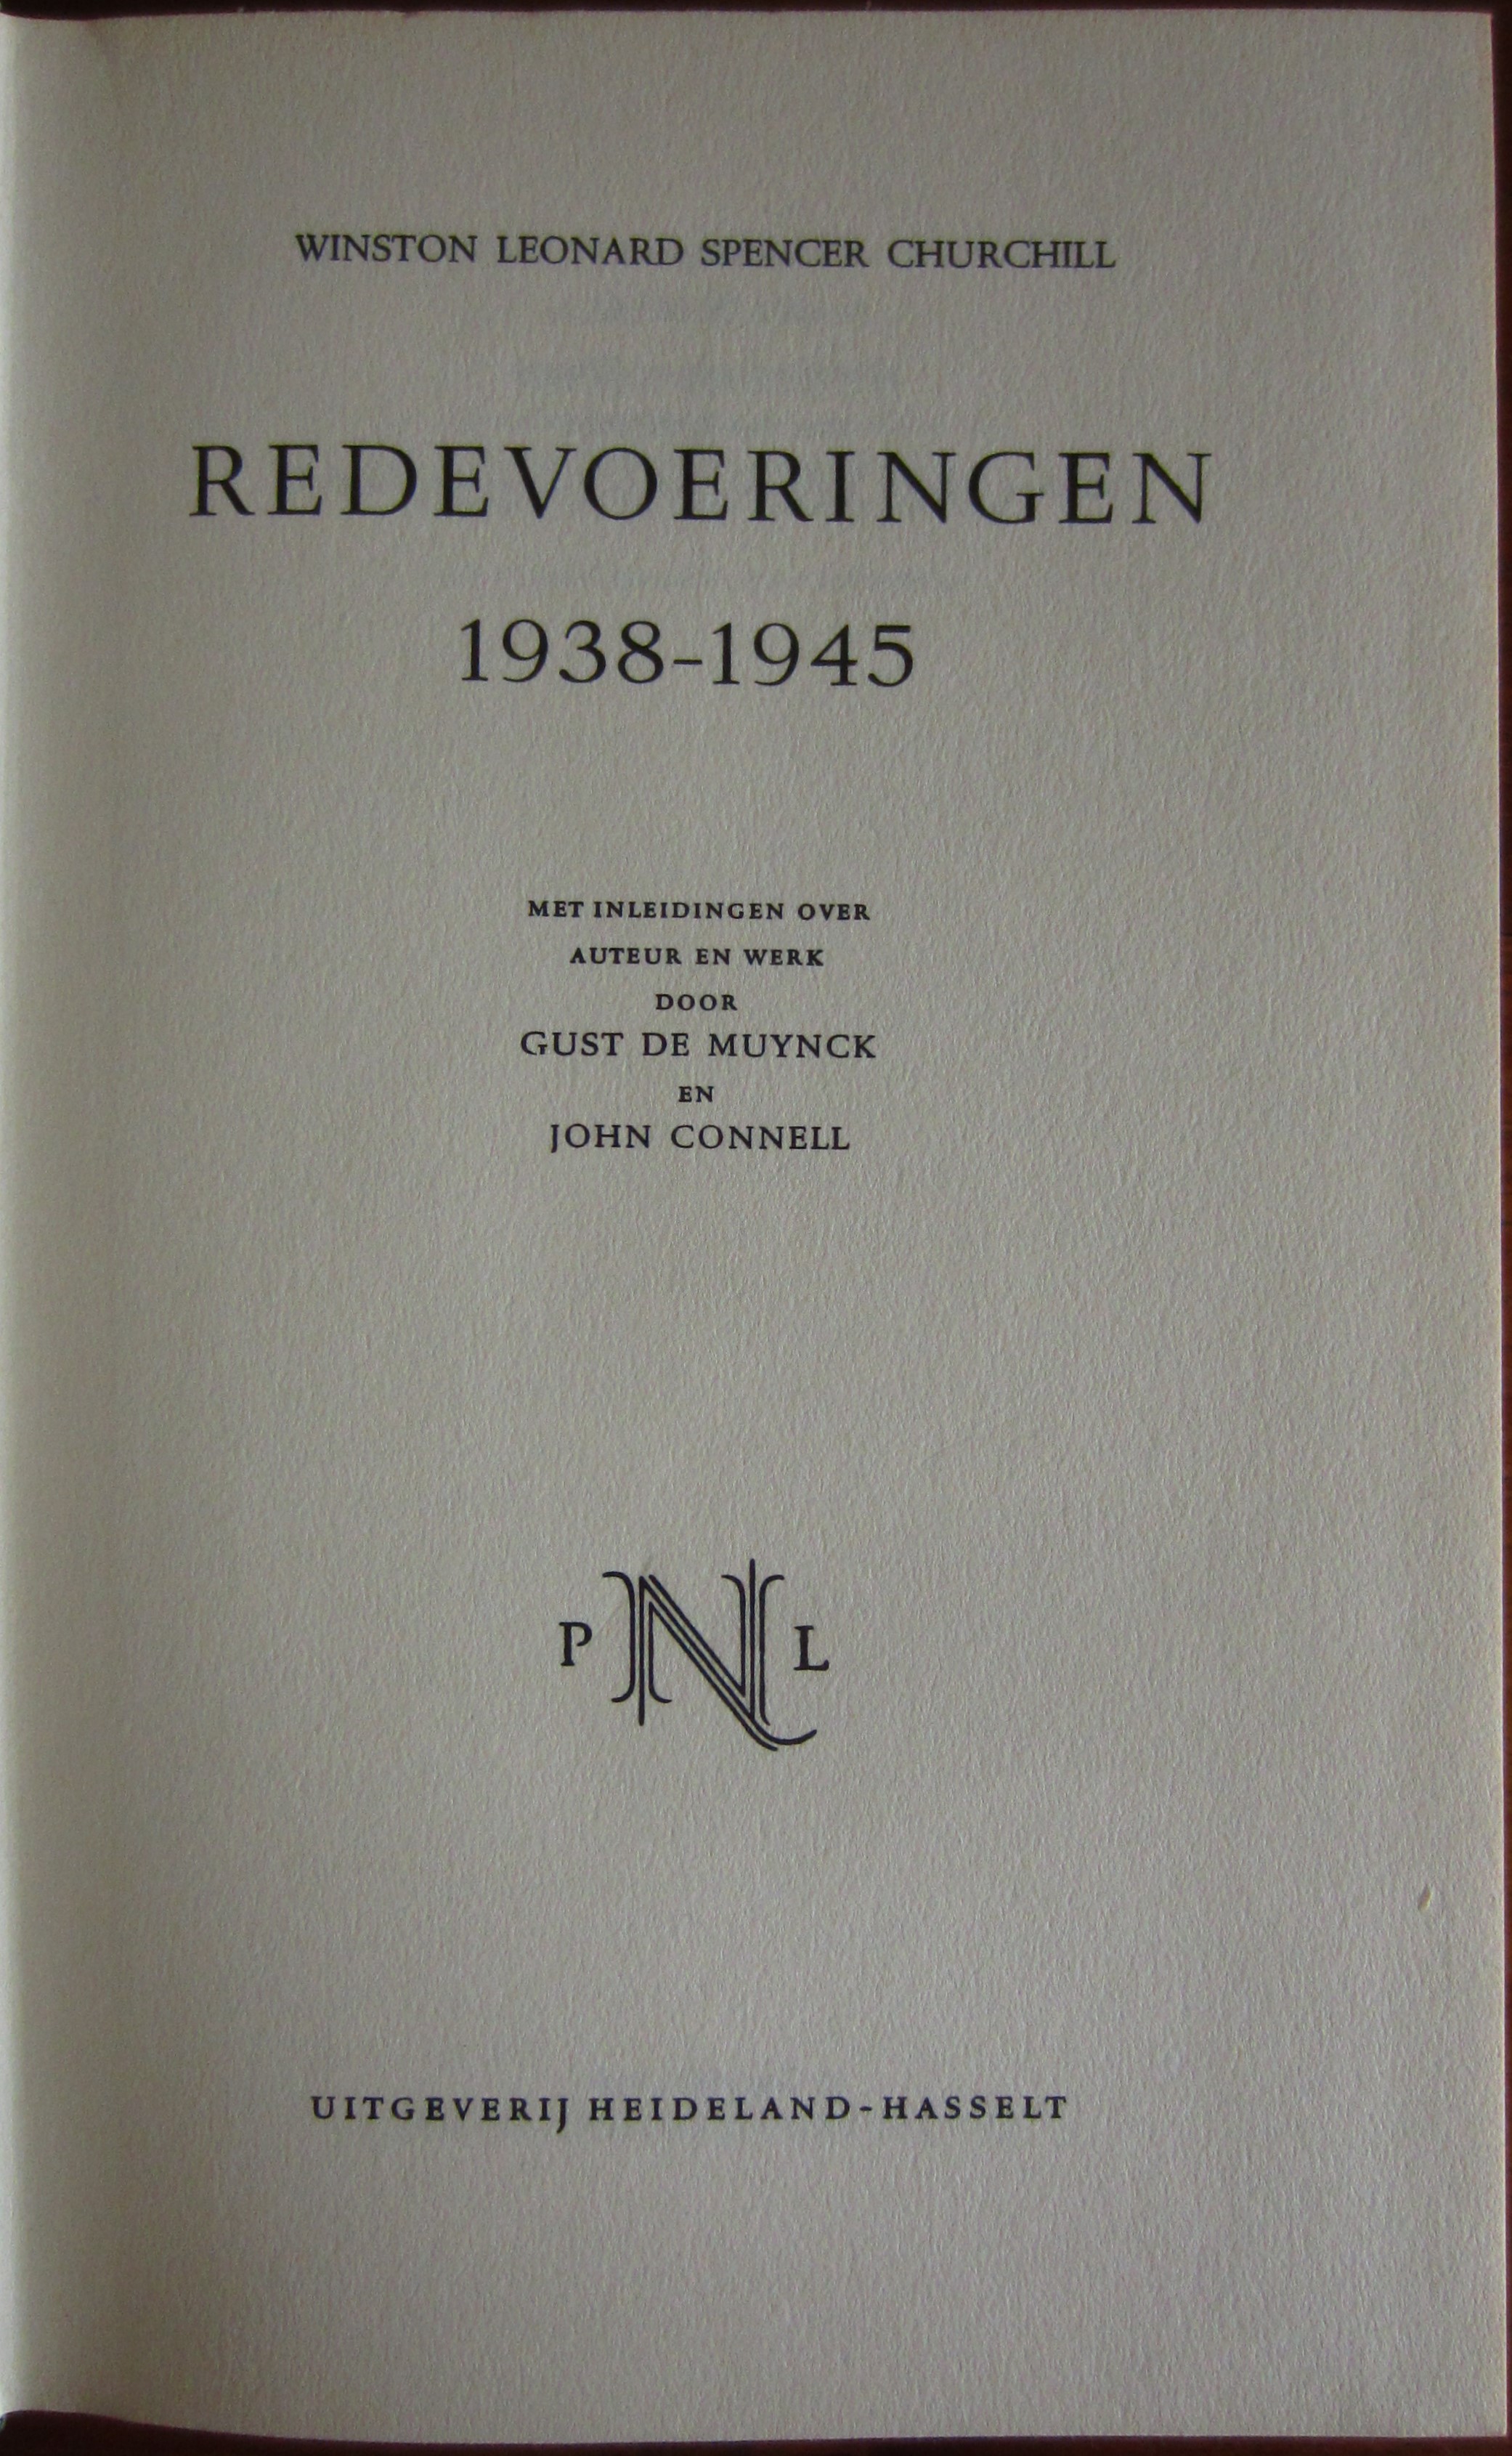 WINSTON LEONARD SPENCER CHURCHILL
REDEVOERINGEN
1938-1945
MET INLEIDINGEN OVER
AUTEUR EN WERK
DOOR
GUST DE MUYNCK
EN
JOHN CONNELL
P N L
UITGEVERIJ HEIDELAND-HASSELT